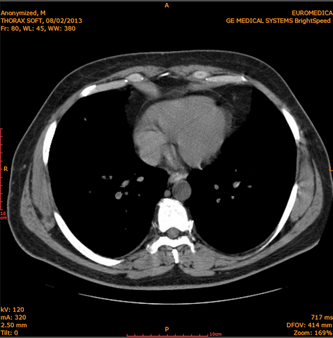 A
Anonymized, M
THORAX SOFT, 08/02/2013
Fr: 80, WL: 45, WW: 380
EUROMEDICA
GE MEDICAL SYSTEMS BrightSpeed
R
L
10cm
kV: 120
mA: 320
2.50 mm
Tilt: 0
P
10cm
717 ms
DFOV: 414 mm
Zoom: 169%